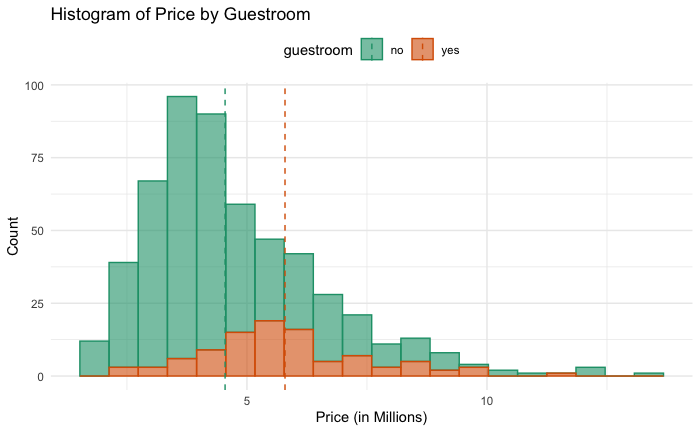 Histogram of Price by Guestroom
guestroom no yes
100
75
50
25
0
Count
5 10
Price (in Millions)